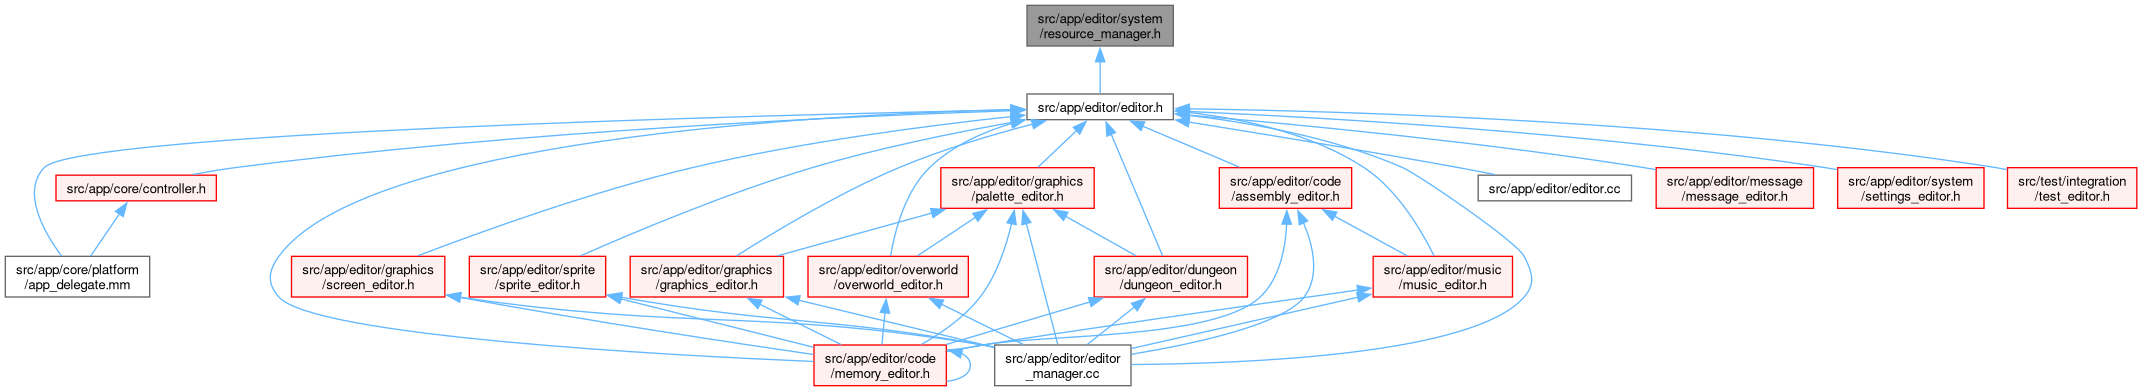 src/app/editor/system
/resource_manager.h
src/app/editor/editor.h
src/app/core/controller.h
src/app/editor/graphics
/palette_editor.h
src/app/editor/code
/assembly_editor.h
src/app/editor/editor.cc
src/app/editor/message
/message_editor.h
src/app/editor/system
/settings_editor.h
src/test/integration
/test_editor.h
src/app/core/platform
/app_delegate.mm
src/app/editor/graphics
/screen_editor.h
src/app/editor/sprite
/sprite_editor.h
src/app/editor/graphics
/graphics_editor.h
src/app/editor/overworld
/overworld_editor.h
src/app/editor/dungeon
/dungeon_editor.h
src/app/editor/music
/music_editor.h
src/app/editor/code
/memory_editor.h
src/app/editor/editor
_manager.cc